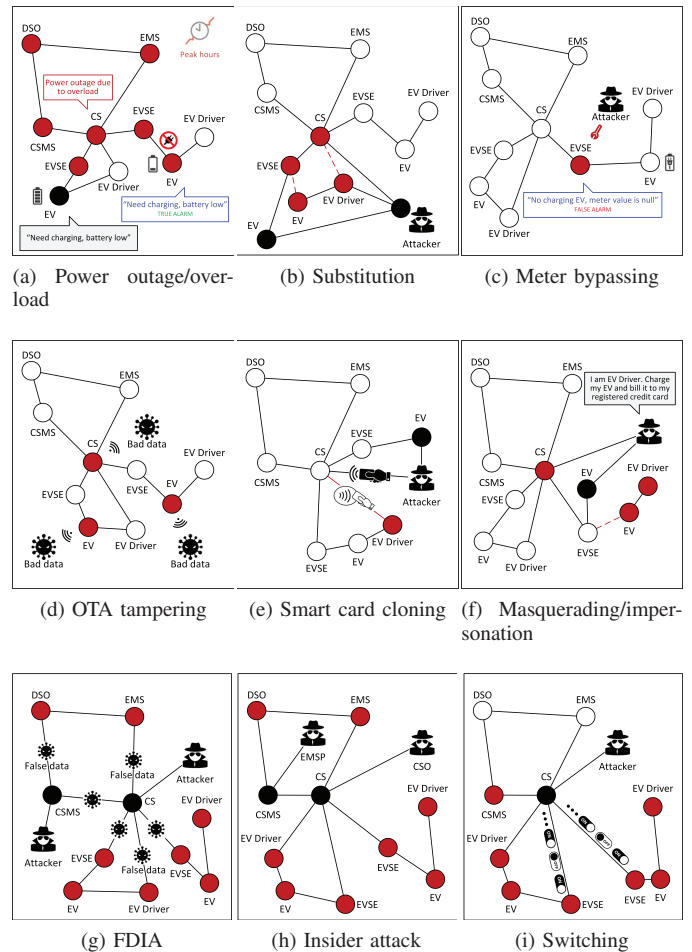 DSO
EMS
Peak hours
Power outage due
to overload
CS
EVSE
EV Driver
CSMS
EVSE
EV
EV Driver
EV
"Need charging, battery low"
TRUE ALARM
"Need charging, battery low"
(a) Power outage/over-
load
DSO
EMS
CS
EVSE
EV Driver
CSMS
EVSE
EV
EV
EV Driver
EV
Attacker
(b) Substitution
DSO
EMS
Attacker
EV Driver
CS
CSMS
EVSE
EVSE
EV
EV
EV Driver
"No charging EV, meter value is null"
FALSE ALARM
(c) Meter bypassing
DSO
EMS
CSMS
Bad data
CS
EV Driver
EVSE
EVSE
EV
EV
EV Driver
Bad data
Bad data
(d) OTA tampering
DSO
EMS
EV
EVSE
CS
CSMS
Attacker
EV Driver
EVSE
EV
(e) Smart card cloning
DSO
EMS
I am EV Driver. Charge
my EV and bill it to my
registered credit card
CS
CSMS
EV
EV Driver
EVSE
EV
EV
EVSE
(f) Masquerading/imper-
sonation
DSO
EMS
False data
False data
Attacker
CSMS
CS
EV Driver
Attacker
EVSE
False data
EVSE
EV
EV Driver
EV
(g) FDIA
DSO
EMS
EMSP
CSO
CSMS
CS
EV Driver
EV Driver
EVSE
EV
EVSE
EV
(h) Insider attack
DSO
EMS
Attacker
CS
CSMS
EV Driver
EV Driver
EV
EVSE
EVSE
EV
(i) Switching